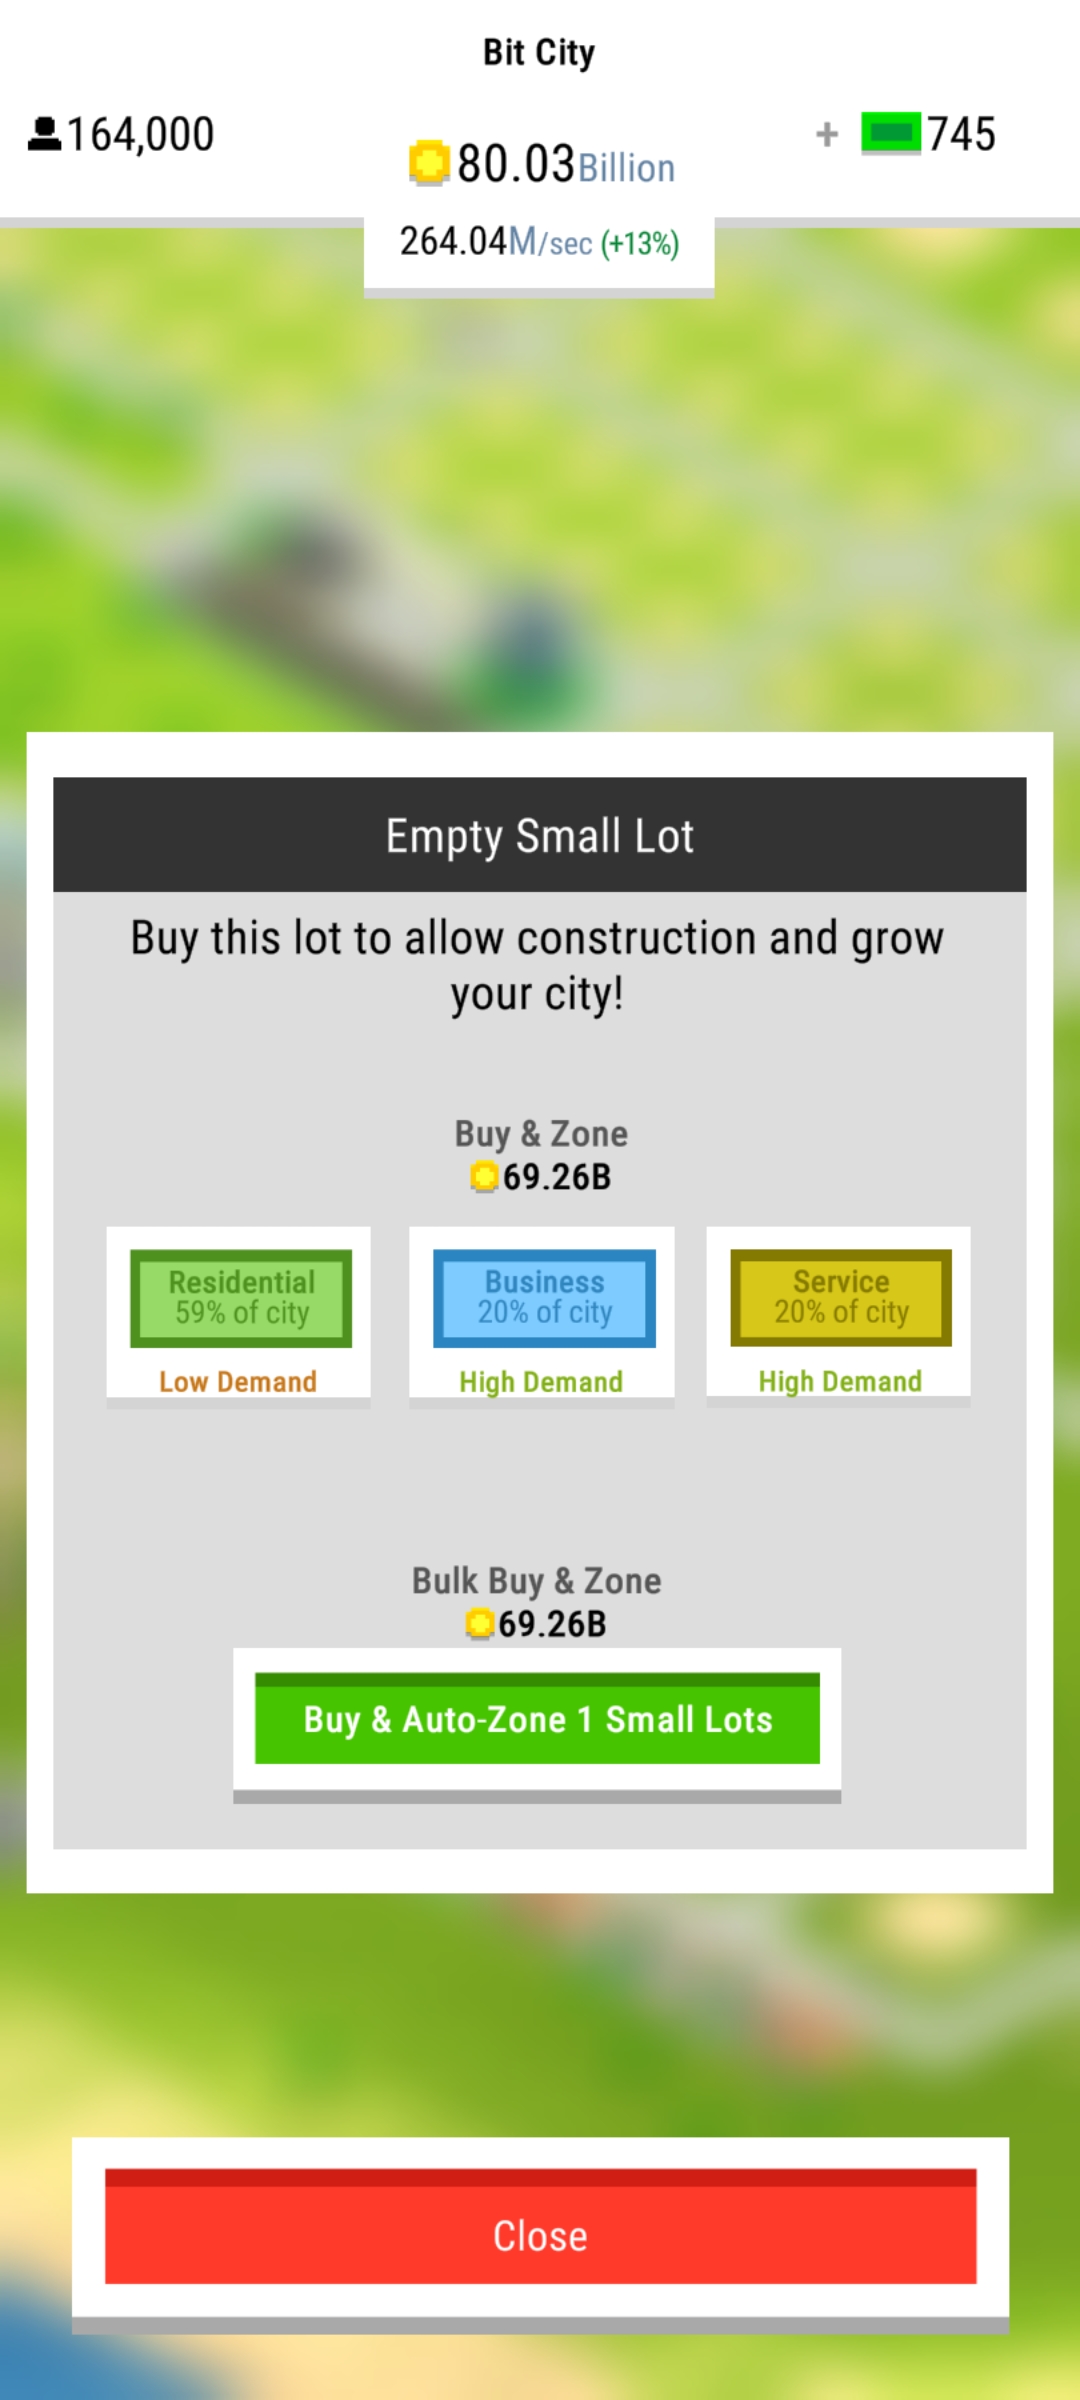 Bit City
164,000
80.03Billion
+ 745
264.04M/sec (+13%)
Empty Small Lot
Buy this lot to allow construction and grow
your city!
Buy & Zone
69.26B
Residential
59% of city
Low Demand
Business
20% of city
High Demand
Service
20% of city
High Demand
Bulk Buy & Zone
69.26B
Buy & Auto-Zone 1 Small Lots
Close